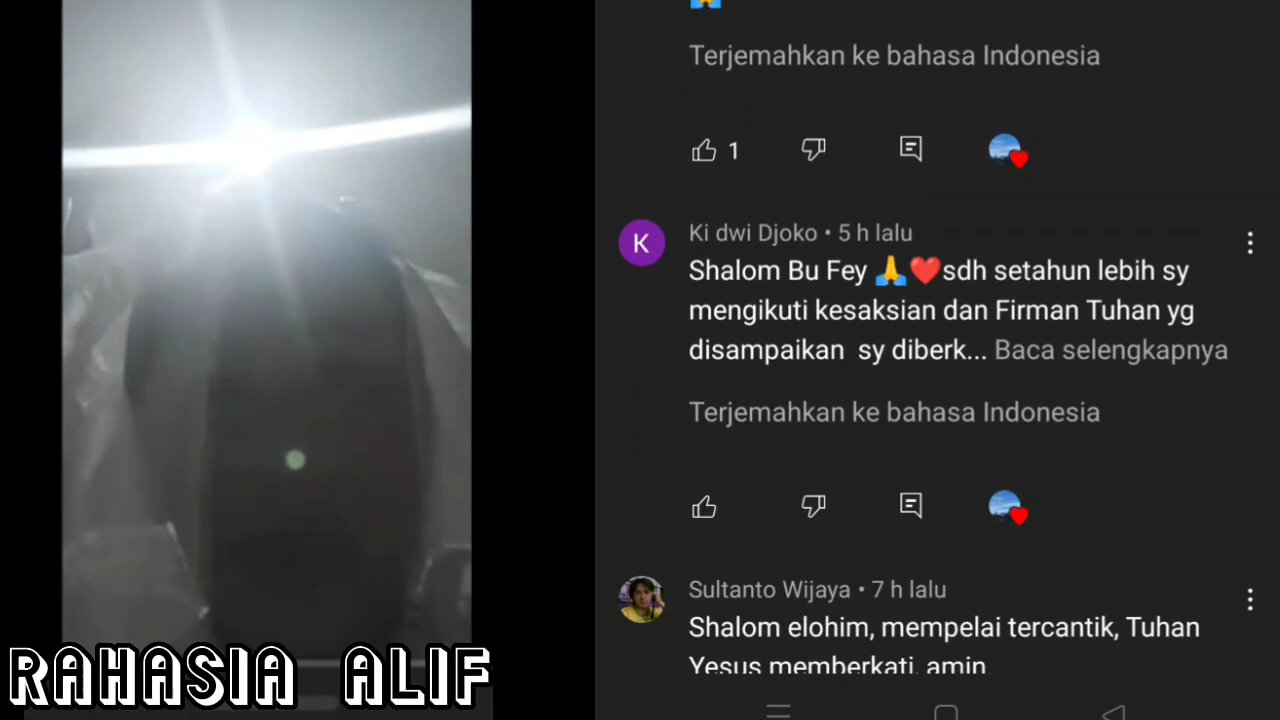 Terjemahkan ke bahasa Indonesia
1
K
Ki dwi Djoko • 5 h lalu
Shalom Bu Fey 🙏❤️sdh setahun lebih sy
mengikuti kesaksian dan Firman Tuhan yg
disampaikan sy diberk... Baca selengkapnya
Terjemahkan ke bahasa Indonesia
Sultanto Wijaya • 7 h lalu
Shalom elohim, mempelai tercantik, Tuhan
Yesus memberkati, amin
RAHASIA ALIF